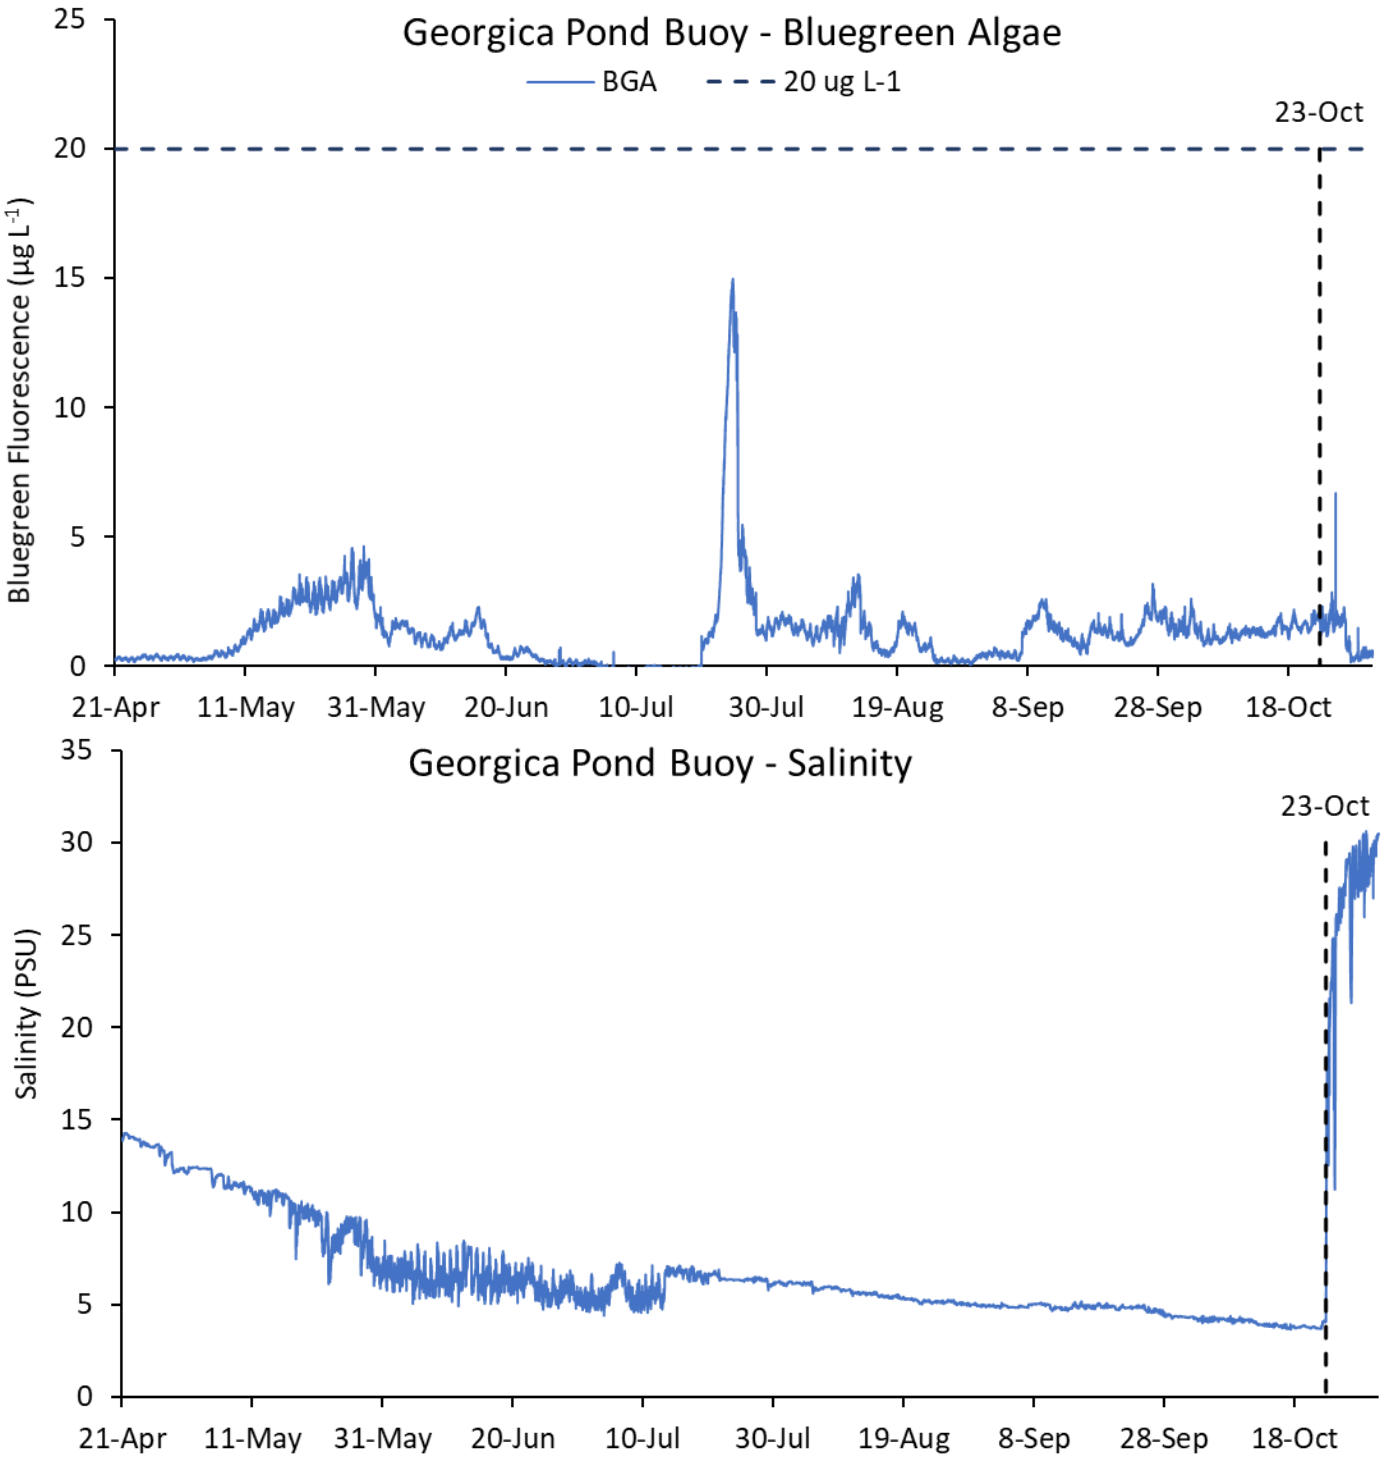 Georgica Pond Buoy - Bluegreen Algae
BGA 20 ug L-1
23-Oct
Bluegreen Fluorescence (µg L-1)
25
20
15
10
5
0
21-Apr 11-May 31-May 20-Jun 10-Jul 30-Jul 19-Aug 8-Sep 28-Sep 18-Oct
Georgica Pond Buoy - Salinity
23-Oct
Salinity (PSU)
35
30
25
20
15
10
5
0
21-Apr 11-May 31-May 20-Jun 10-Jul 30-Jul 19-Aug 8-Sep 28-Sep 18-Oct